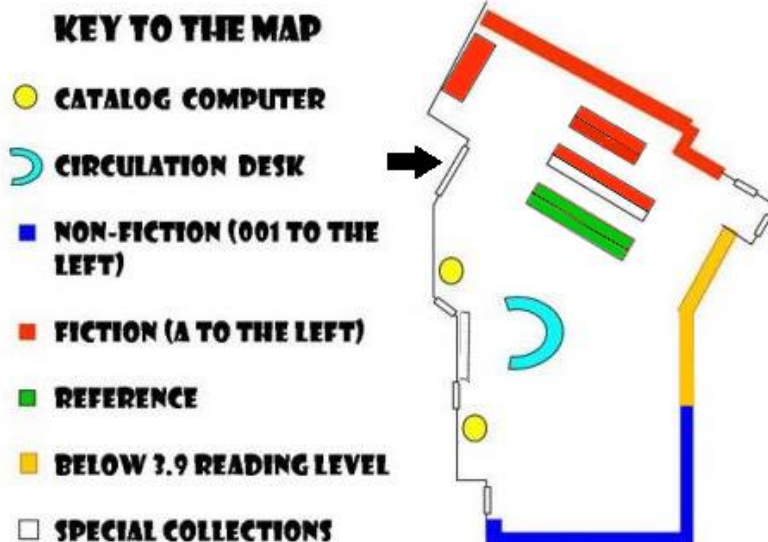 KEY TO THE MAP
CATALOG COMPUTER
CIRCULATION DESK
NON-FICTION (001 TO THE
LEFT)
FICTION (A TO THE LEFT)
REFERENCE
BELOW 3.9 READING LEVEL
SPECIAL COLLECTIONS